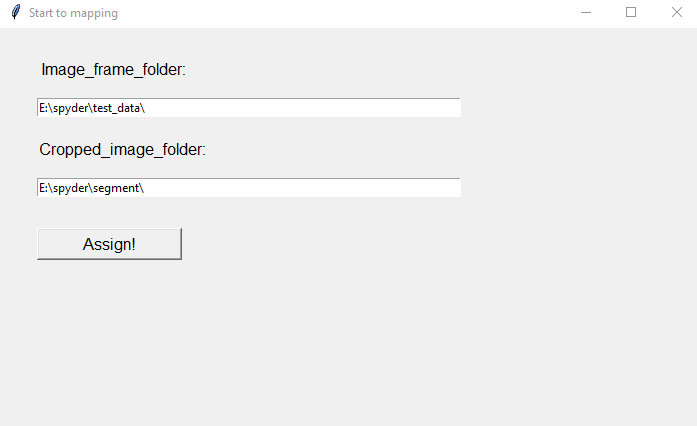 Start to mapping
Image_frame_folder:
E:\spyder\test_data\
Cropped_image_folder:
E:\spyder\segment\
Assign!